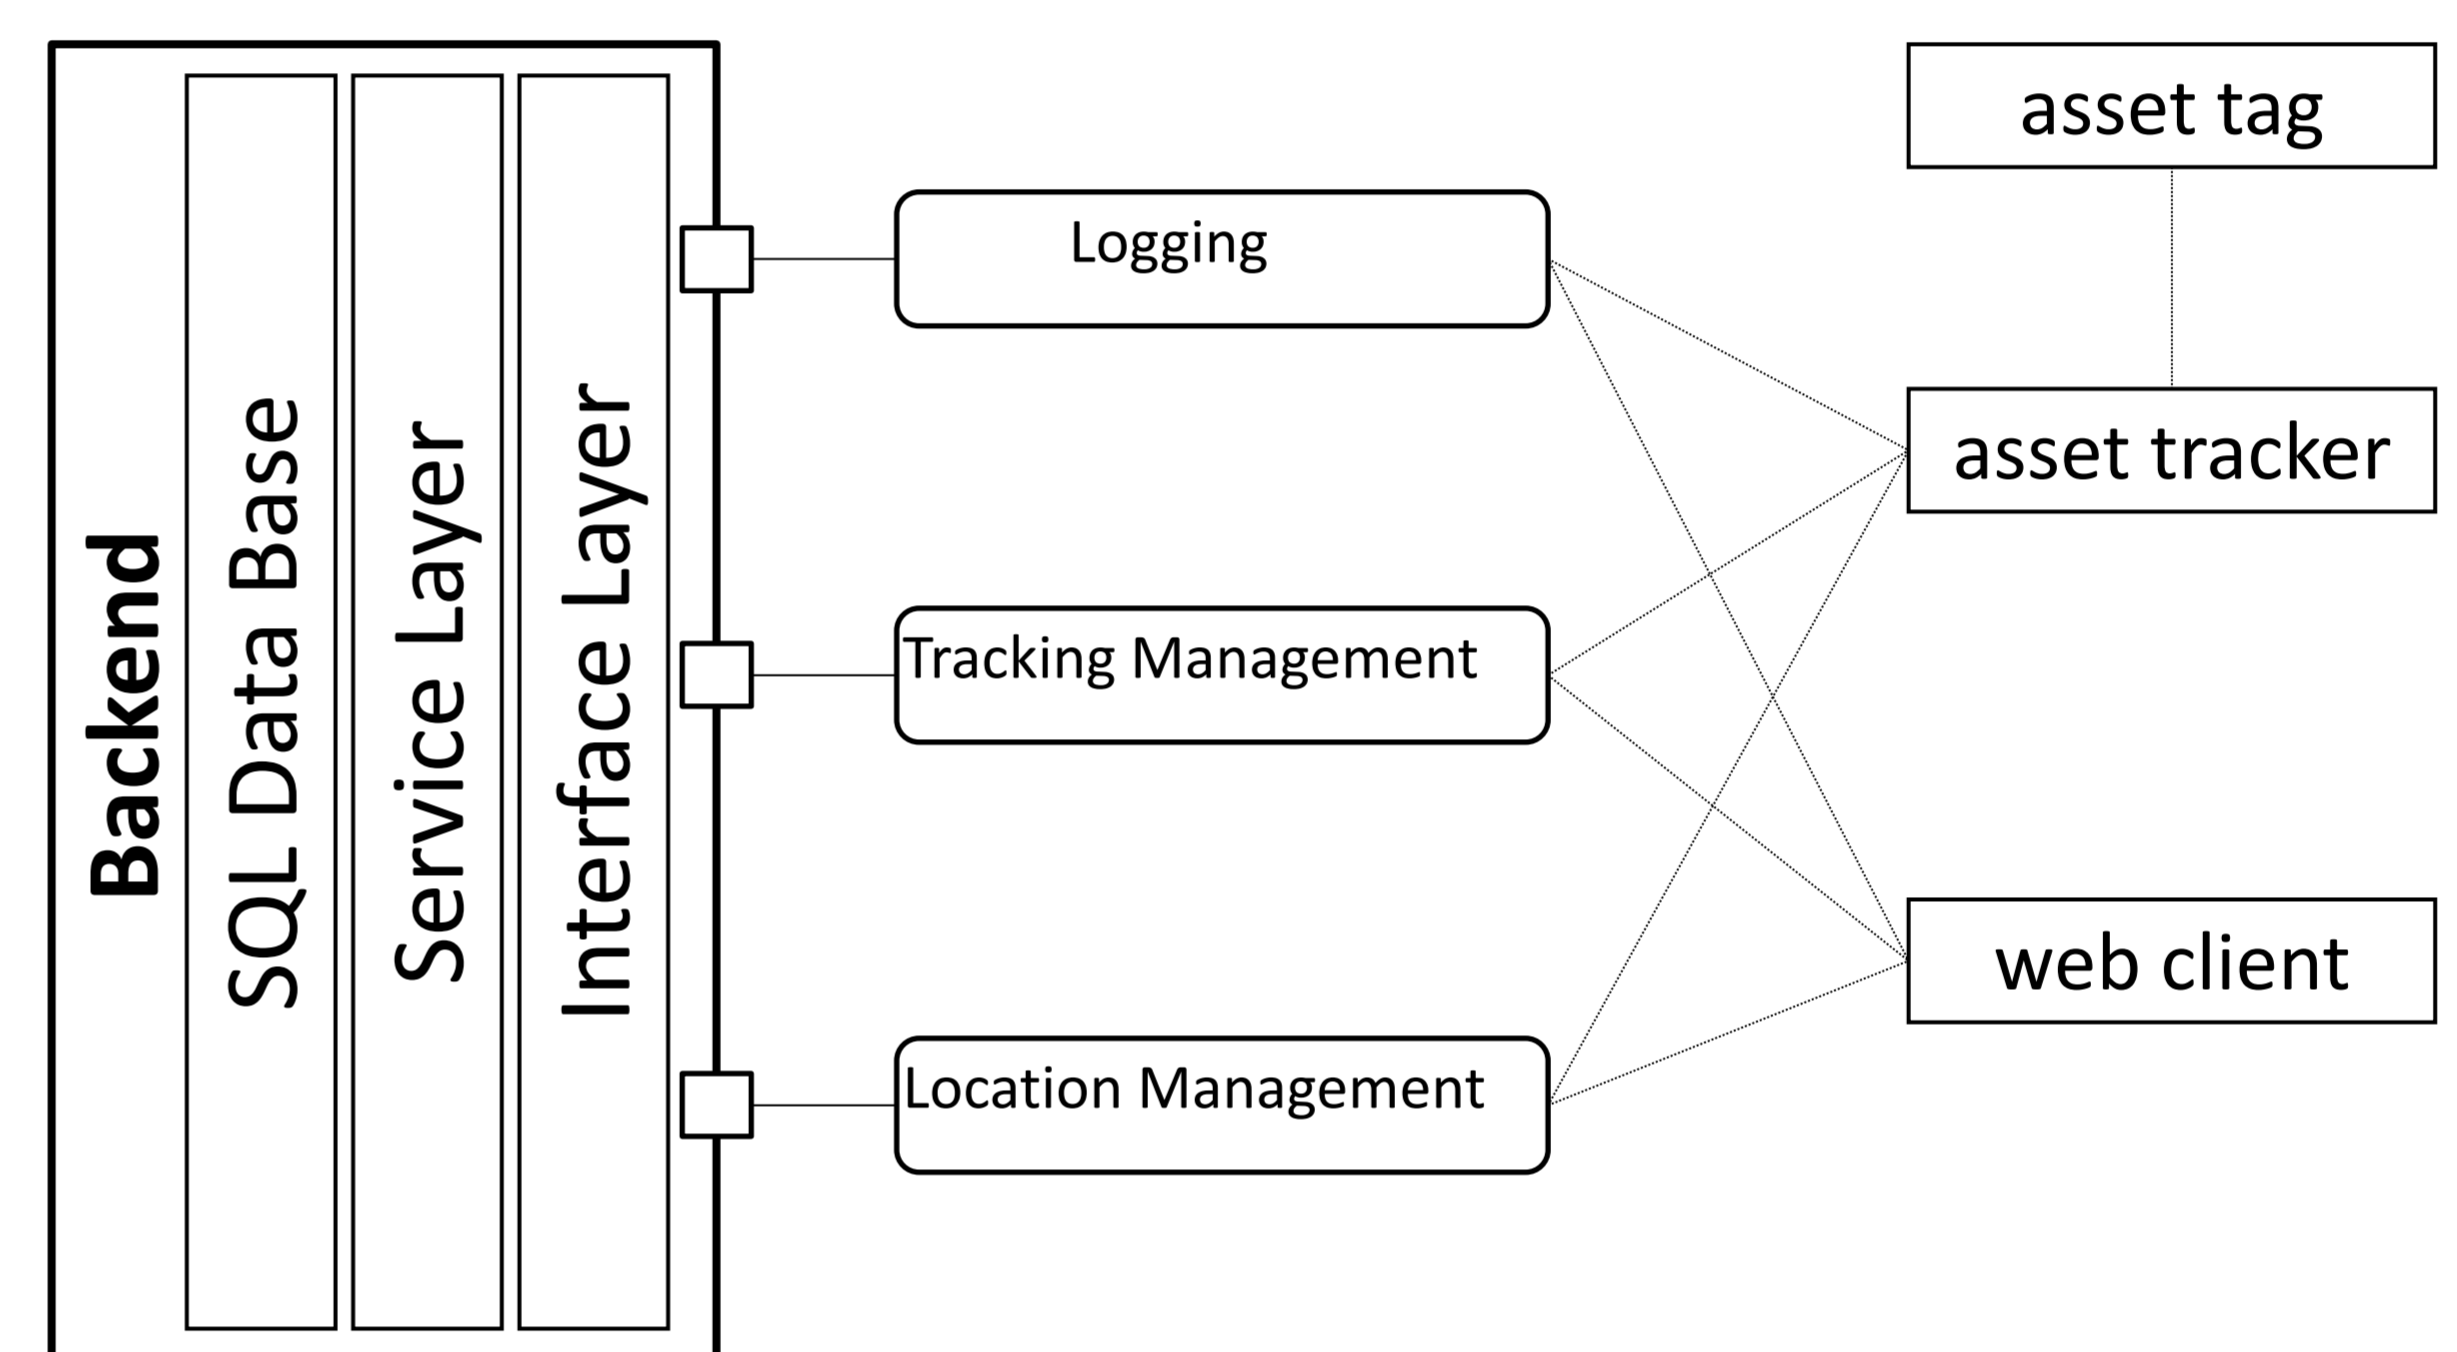 Backend
SQL Data Base
Service Layer
Interface Layer
Logging
Tracking Management
Location Management
asset tag
asset tracker
web client